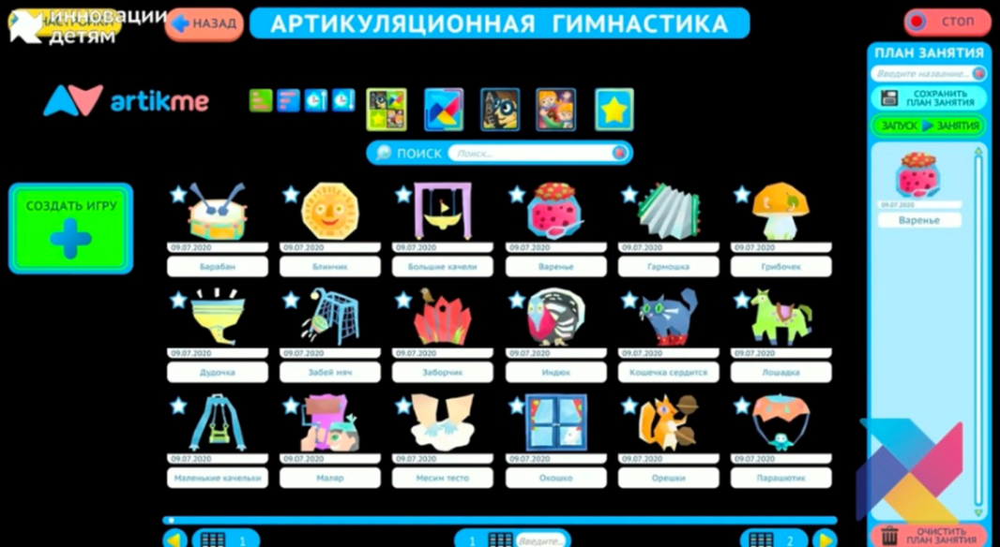 НАСТРОЙКИ
инновации
детям
НАЗАД
АРТИКУЛЯЦИОННАЯ ГИМНАСТИКА
СТОП
artikme
ПОИСК
Поиск...
ПЛАН ЗАНЯТИЯ
Введите название...
СОХРАНИТЬ
ПЛАН ЗАНЯТИЯ
ЗАПУСК ЗАНЯТИЯ
09.07.2020
Варенье
СОЗДАТЬ ИГРУ
09.07.2020 09.07.2020 09.07.2020 09.07.2020 09.07.2020 09.07.2020
Барабан Блинчик Большие качели Варенье Гармошка Грибочек
09.07.2020 09.07.2020 09.07.2020 09.07.2020 09.07.2020 09.07.2020
Дудочка Забей мяч Заборчик Индюк Кошечка сердится Лошадка
09.07.2020 09.07.2020 09.07.2020 09.07.2020 09.07.2020 09.07.2020
Маленькие качельки Маляр Месим тесто Окошко Орешки Парашютик
1 1 Введите... 2
ОЧИСТИТЬ
ПЛАН ЗАНЯТИЯ